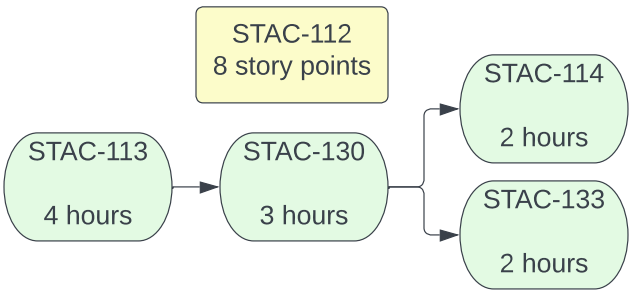 STAC-112
8 story points
STAC-113
4 hours
STAC-130
3 hours
STAC-114
2 hours
STAC-133
2 hours